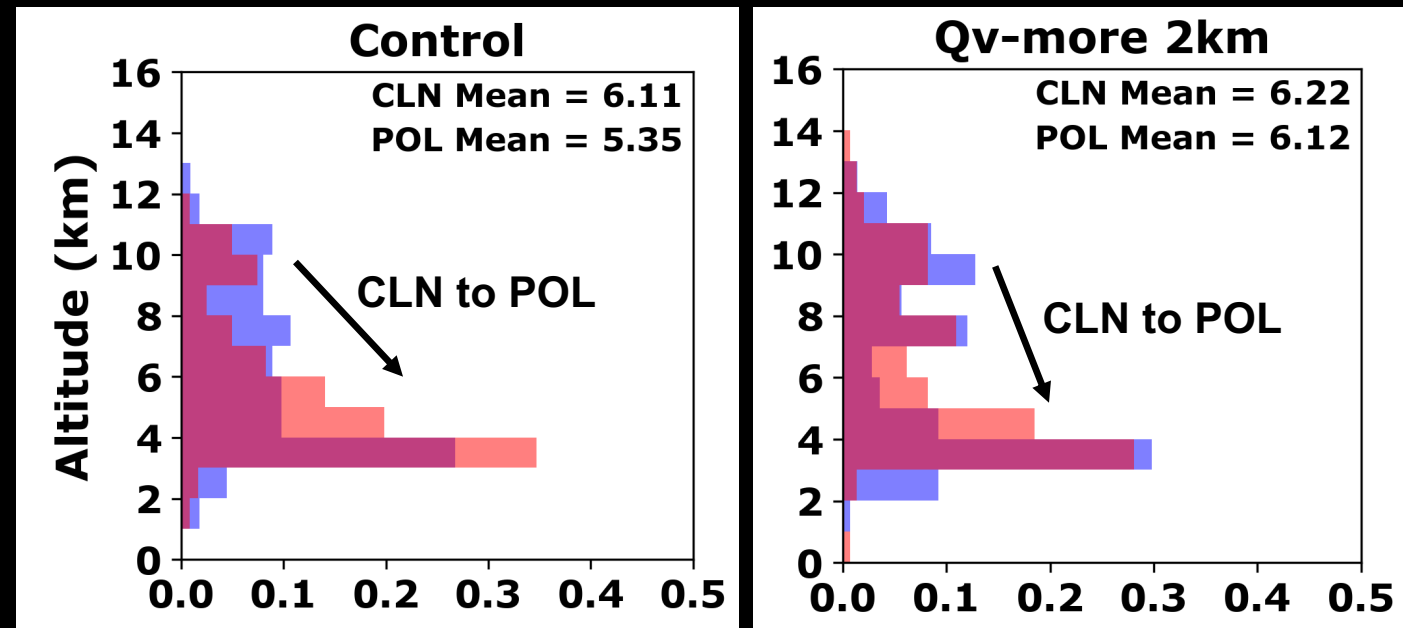 Control
CLN Mean = 6.11
POL Mean = 5.35
CLN to POL
Altitude (km)
16
14
12
10
8
6
4
2
0
0.0 0.1 0.2 0.3 0.4 0.5
Qv-more 2km
CLN Mean = 6.22
POL Mean = 6.12
CLN to POL
16
14
12
10
8
6
4
2
0
0.0 0.1 0.2 0.3 0.4 0.5